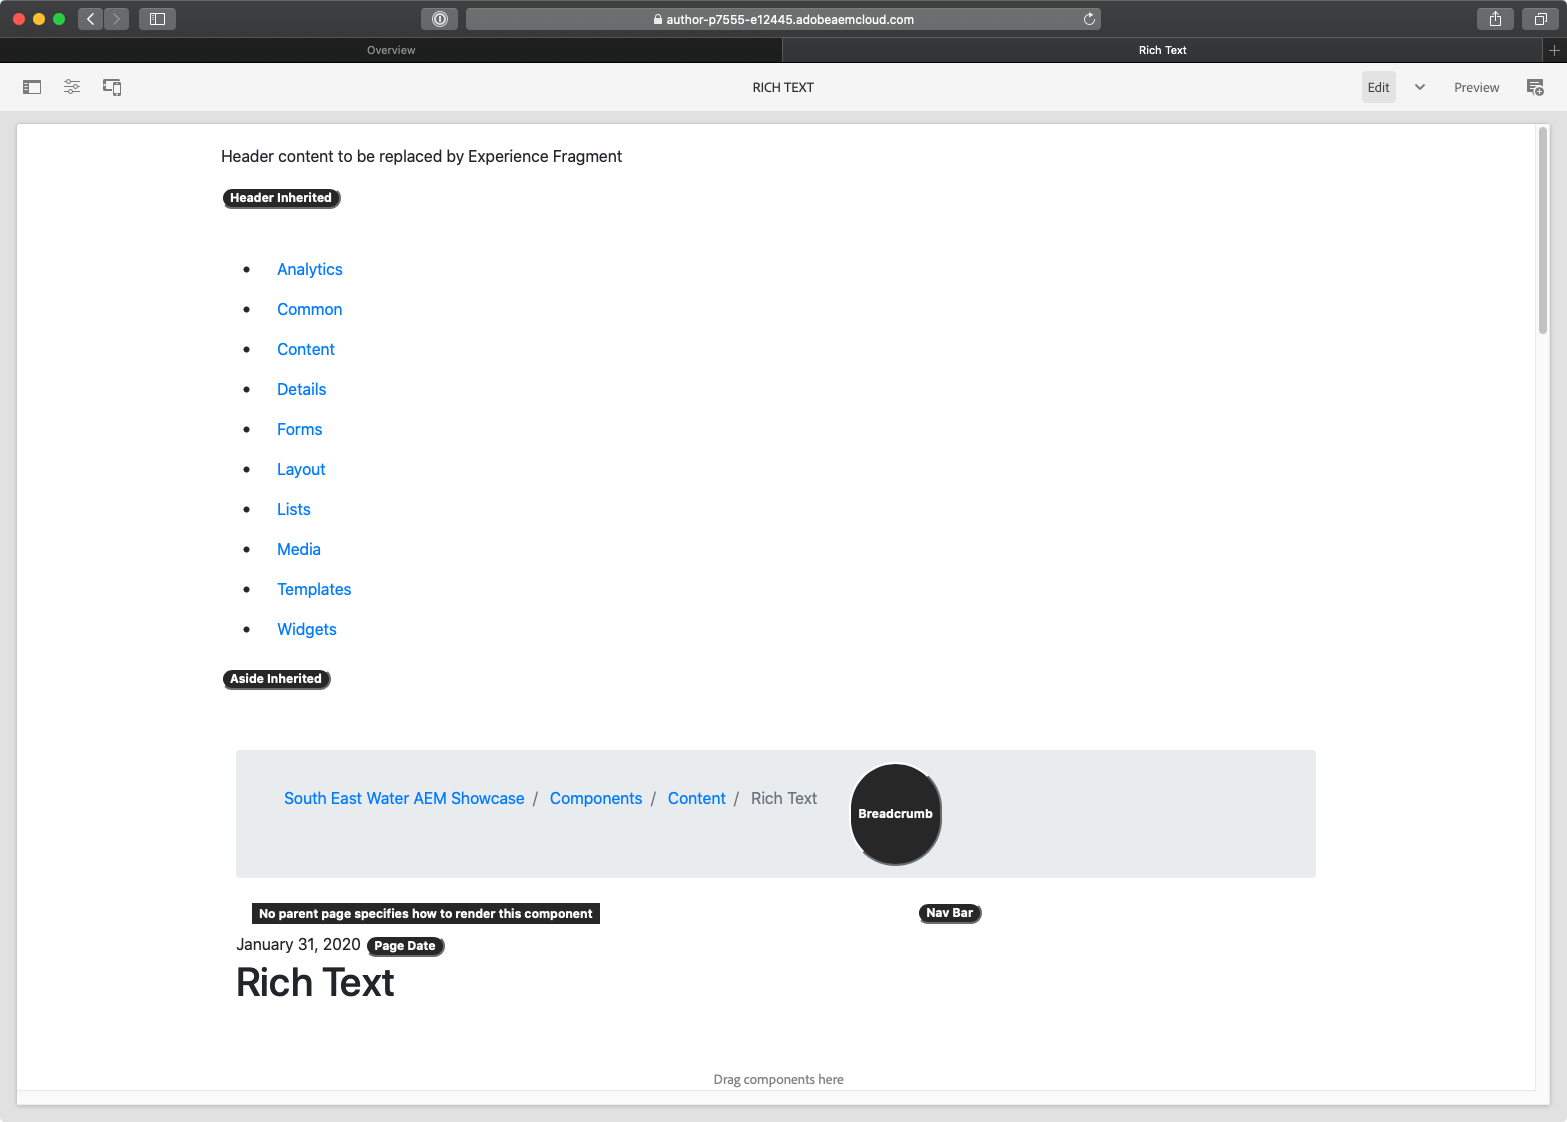 author-p7555-e12445.adobeaemcloud.com
Overview
Rich Text
RICH TEXT
Edit
Preview
Header content to be replaced by Experience Fragment
Header Inherited
Analytics
Common
Content
Details
Forms
Layout
Lists
Media
Templates
Widgets
Aside Inherited
South East Water AEM Showcase / Components / Content / Rich Text
Breadcrumb
No parent page specifies how to render this component
Nav Bar
January 31, 2020 Page Date
Rich Text
Drag components here